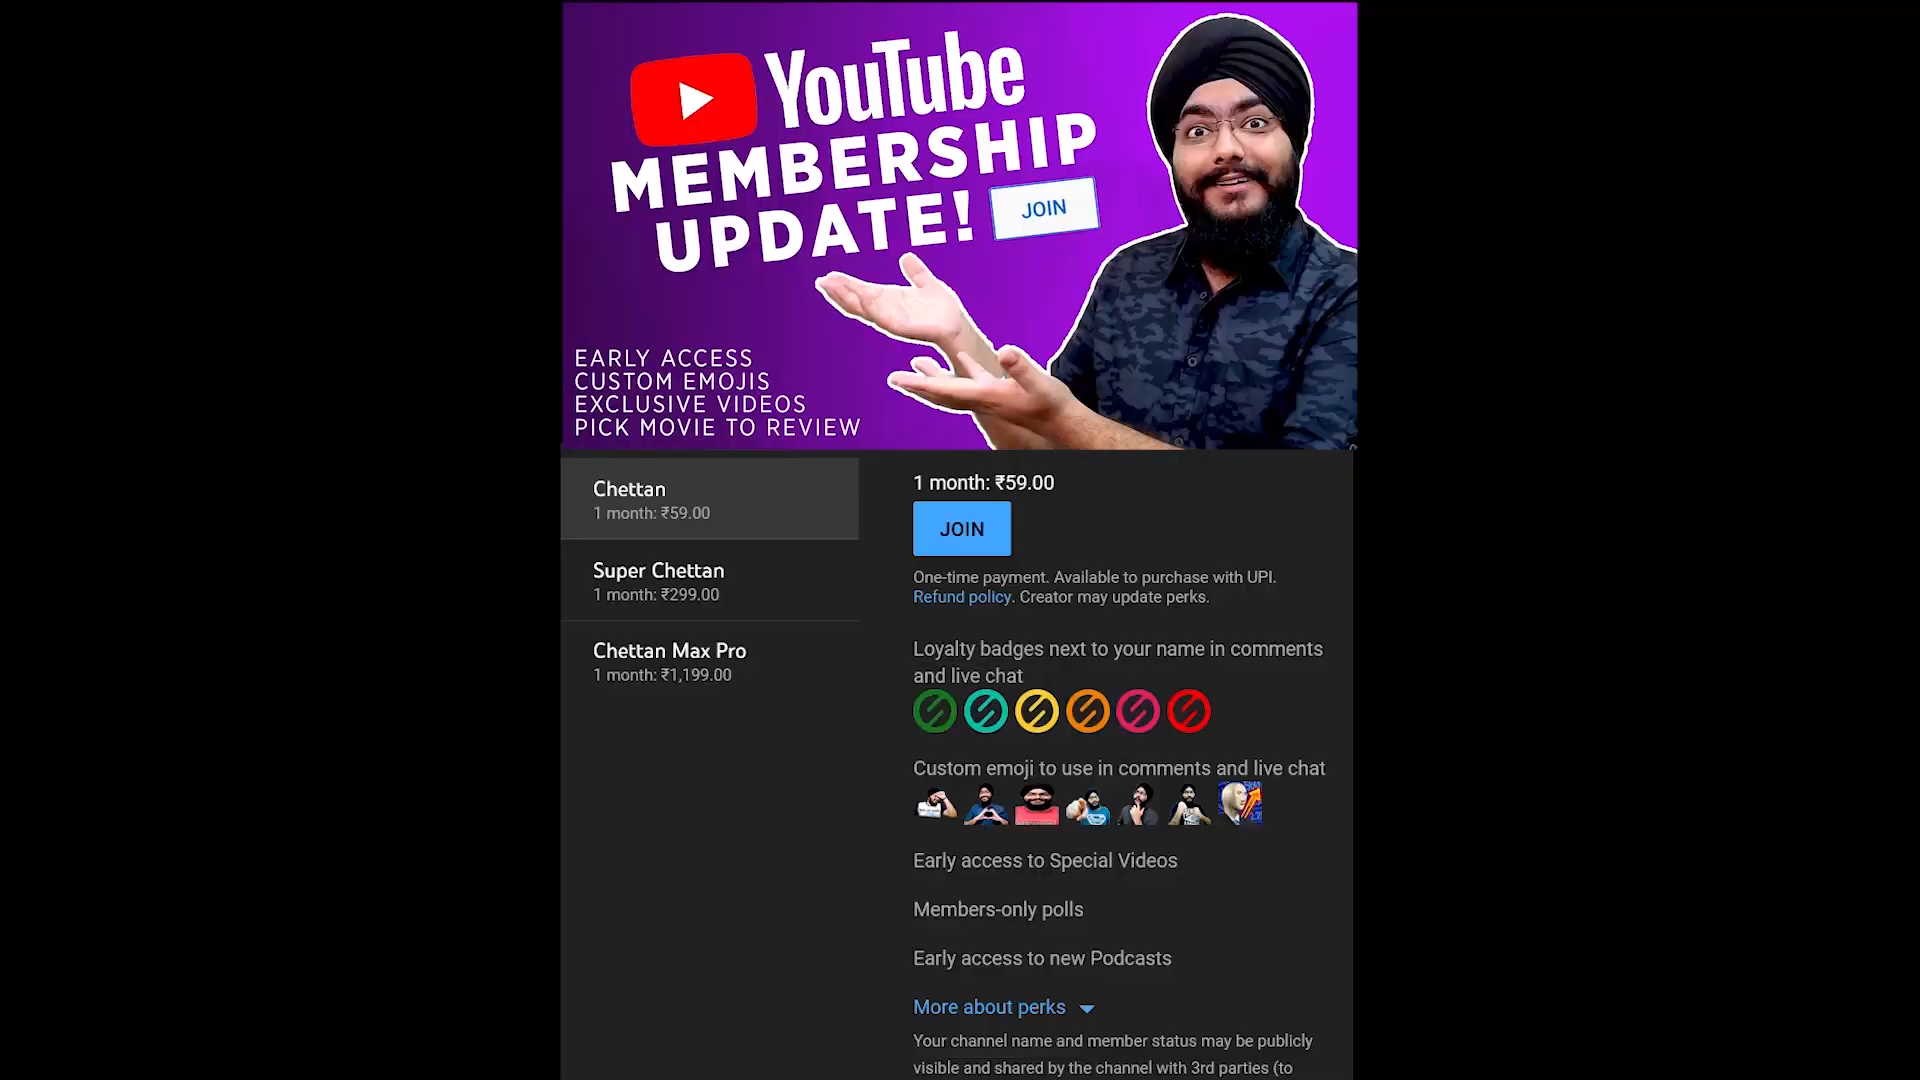 YouTube
MEMBERSHIP
UPDATE! JOIN
EARLY ACCESS
CUSTOM EMOJIS
EXCLUSIVE VIDEOS
PICK MOVIE TO REVIEW
Chettan
1 month: ₹59.00
Super Chettan
1 month: ₹299.00
Chettan Max Pro
1 month: ₹1,199.00
1 month: ₹59.00
JOIN
One-time payment. Available to purchase with UPI.
Refund policy. Creator may update perks.
Loyalty badges next to your name in comments
and live chat
Custom emoji to use in comments and live chat
Early access to Special Videos
Members-only polls
Early access to new Podcasts
More about perks
Your channel name and member status may be publicly
visible and shared by the channel with 3rd parties (to